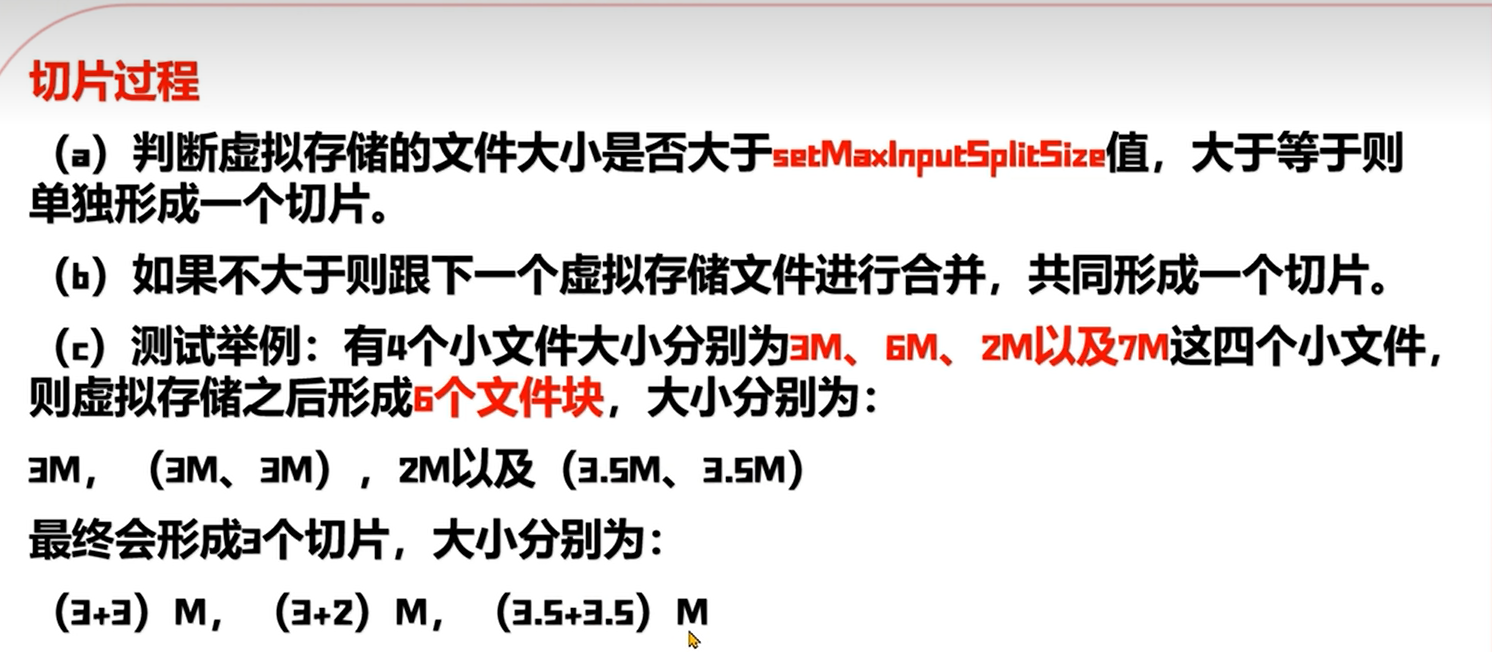 切片过程
（a）判断虚拟存储的文件大小是否大于setMaxInputSplitSize值，大于等于则
单独形成一个切片。
（b）如果不大于则跟下一个虚拟存储文件进行合并，共同形成一个切片。
（c）测试举例：有4个小文件大小分别为3M、6M、2M以及7M这四个小文件，
则虚拟存储之后形成6个文件块，大小分别为：
3M，（3M、3M），2M以及（3.5M、3.5M）
最终会形成3个切片，大小分别为：
（3+3）M，（3+2）M，（3.5+3.5）M